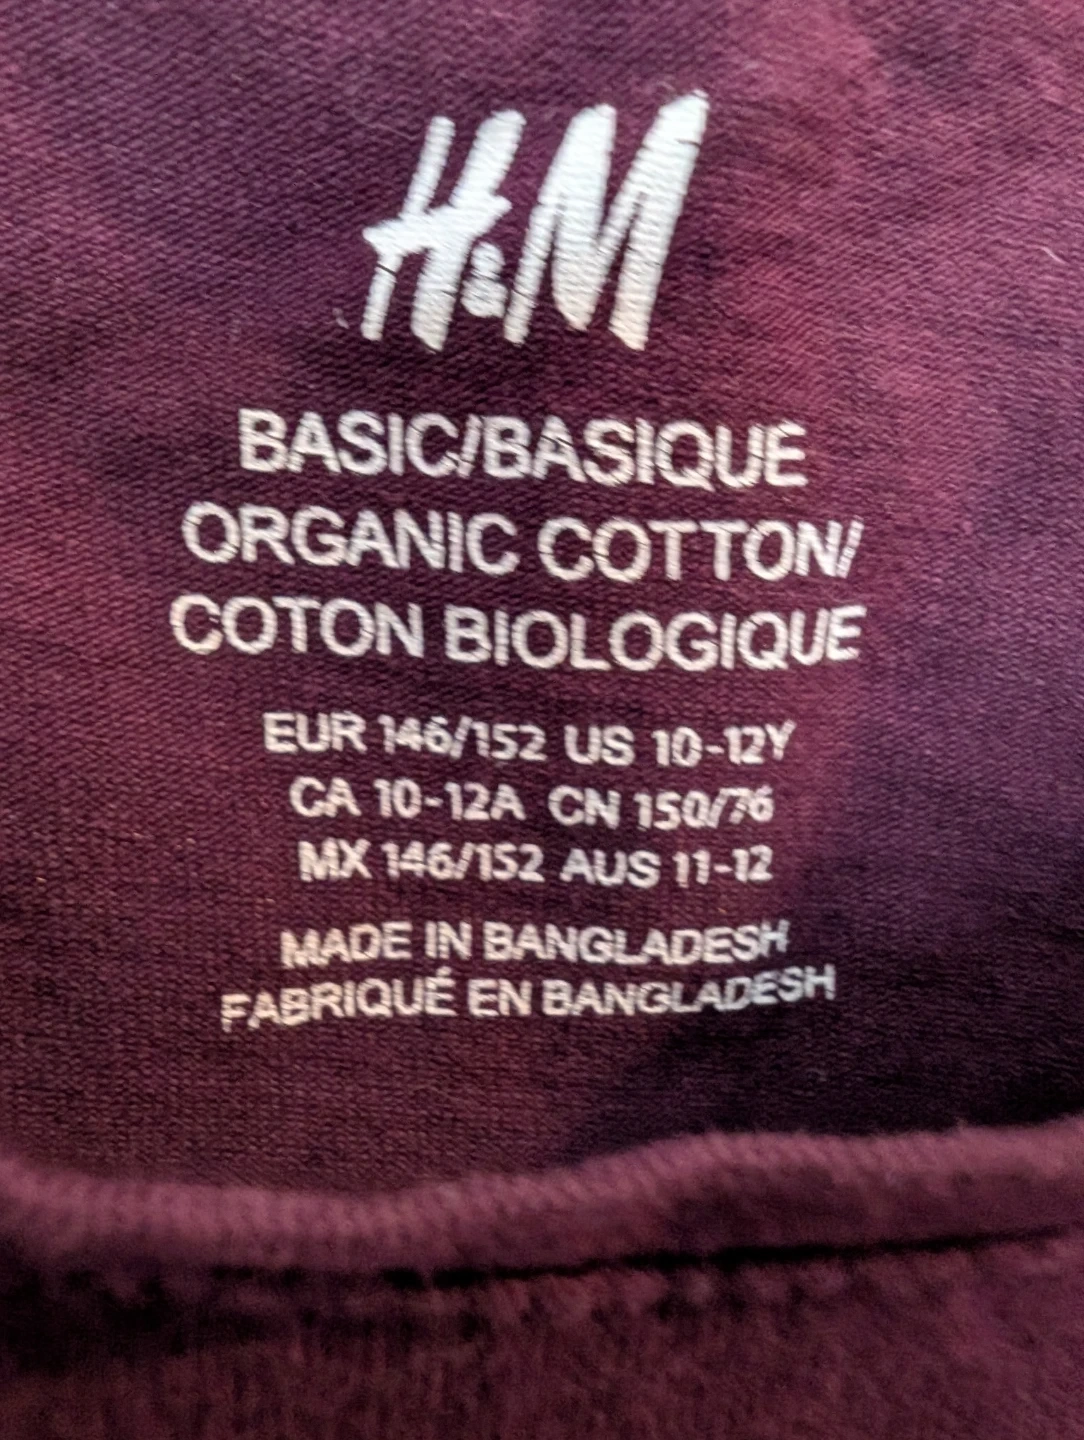 H&M
BASIC/BASIQUE
ORGANIC COTTON/
COTON BIOLOGIQUE
EUR 146/152 US 10-12Y
CA 10-12A CN 150/76
MX 146/152 AUS 11-12
MADE IN BANGLADESH
FABRIQUÉ EN BANGLADESH